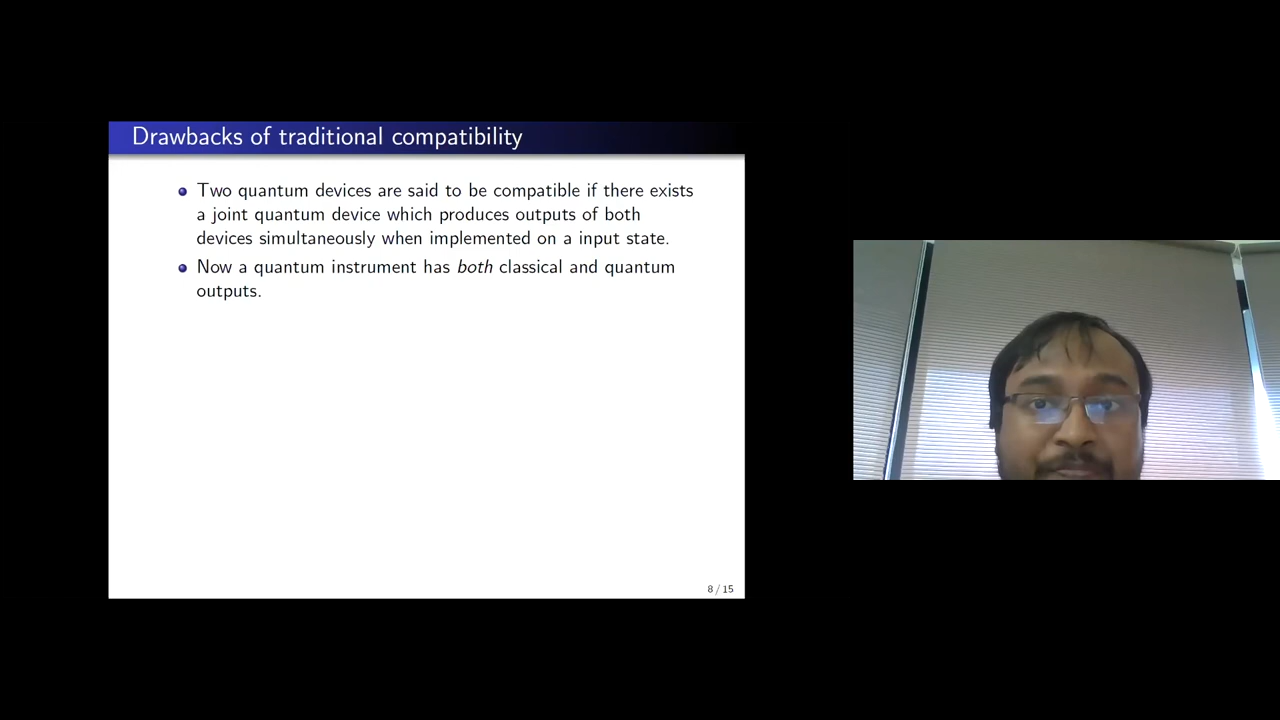 Drawbacks of traditional compatibility
Two quantum devices are said to be compatible if there exists
a joint quantum device which produces outputs of both
devices simultaneously when implemented on a input state.
Now a quantum instrument has both classical and quantum
outputs.
8 / 15